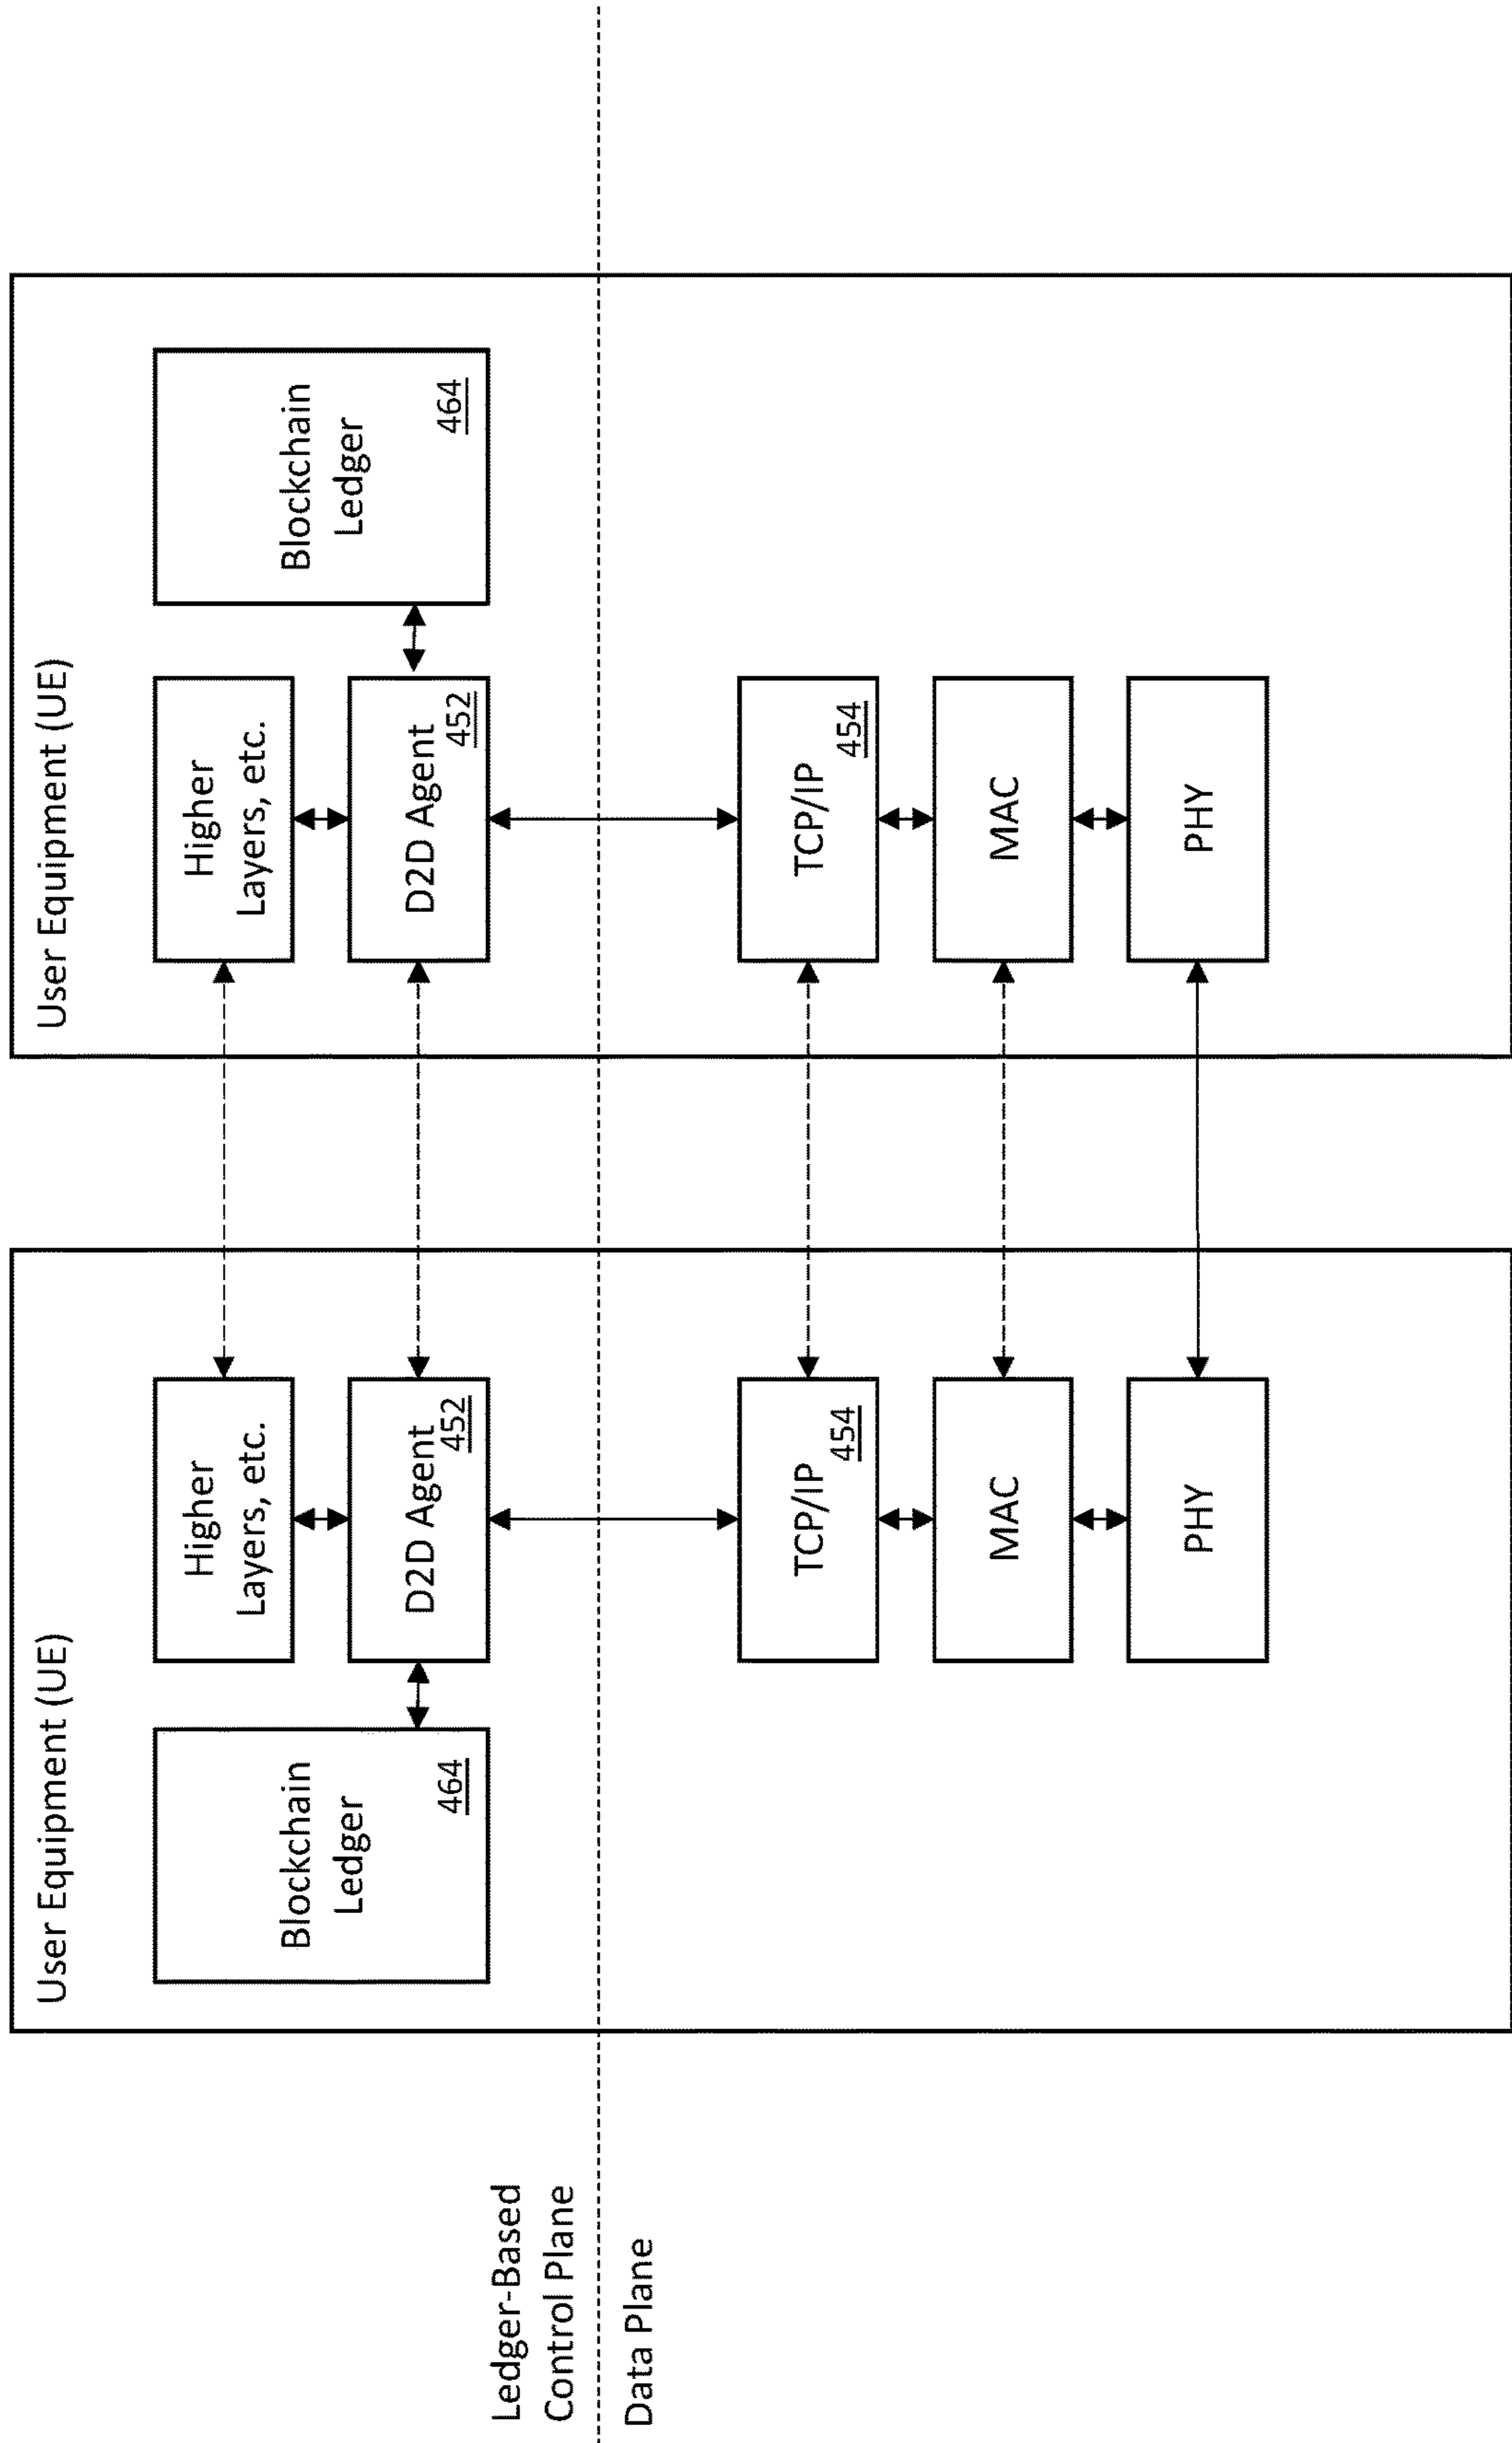 User Equipment (UE)
Blockchain
Ledger
464
Higher
Layers, etc.
D2D Agent
452
TCP/IP
454
MAC
PHY
User Equipment (UE)
Higher
Layers, etc.
D2D Agent
452
Blockchain
Ledger
464
TCP/IP
454
MAC
PHY
Ledger-Based
Control Plane
Data Plane